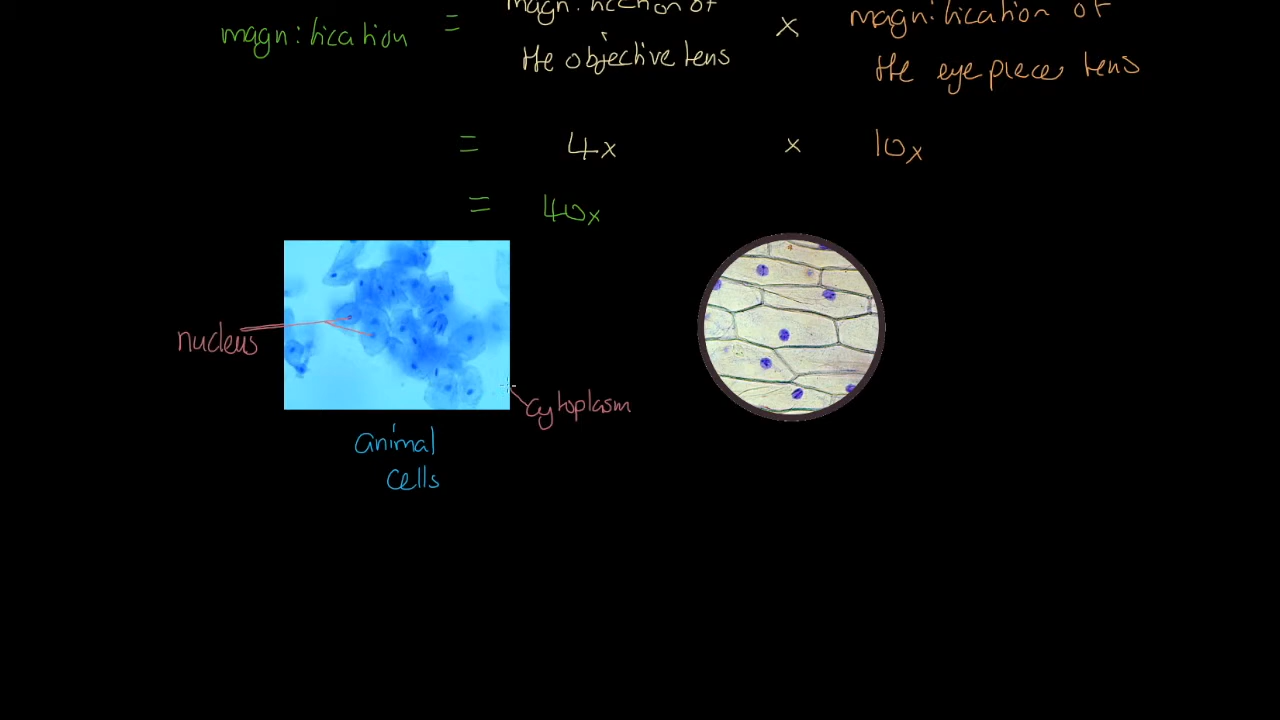 magnification = magnification of x magnification of
the objective lens the eyepiece lens
= 4x x 10x
= 40x
nucleus
cytoplasm
animal
cells